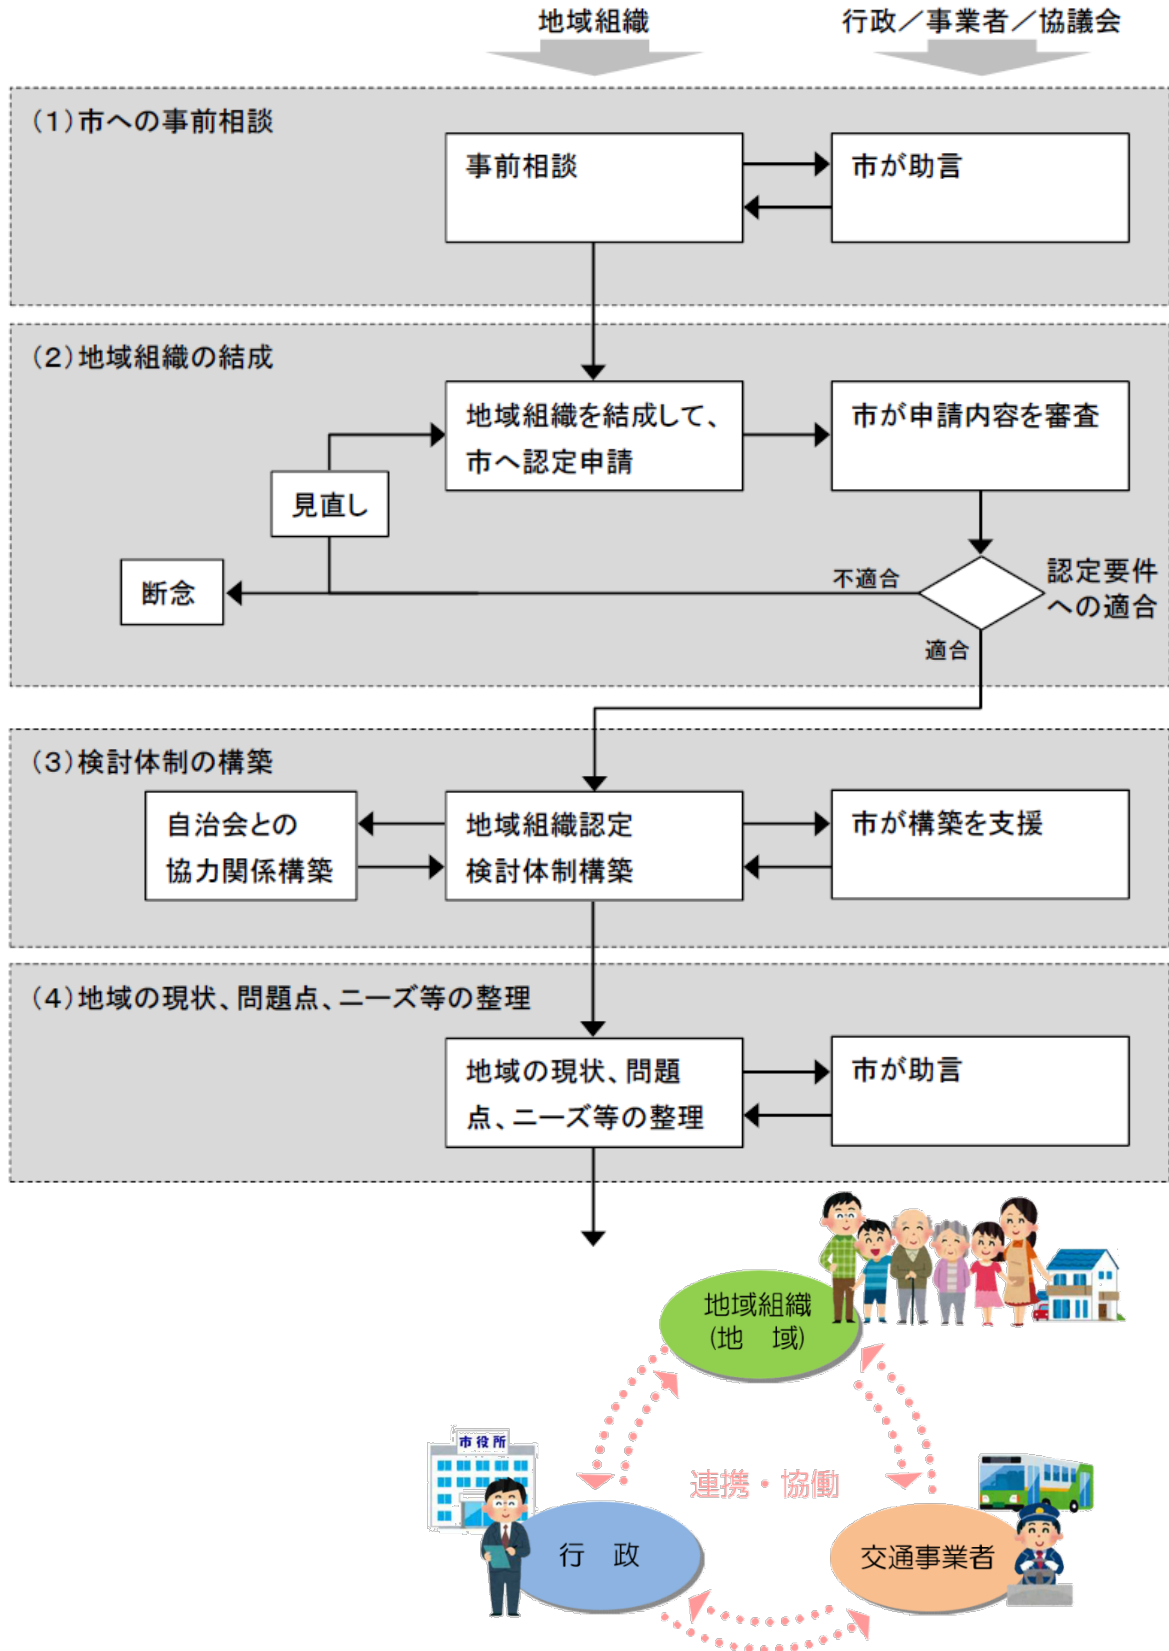 地域組織
行政／事業者／協議会
（1）市への事前相談
事前相談
市が助言
（2）地域組織の結成
地域組織を結成して、
市へ認定申請
市が申請内容を審査
見直し
断念
不適合
認定要件
への適合
適合
（3）検討体制の構築
自治会との
協力関係構築
地域組織認定
検討体制構築
市が構築を支援
（4）地域の現状、問題点、ニーズ等の整理
地域の現状、問題
点、ニーズ等の整理
市が助言
地域組織
(地　域)
市役所
連携・協働
行　政
交通事業者